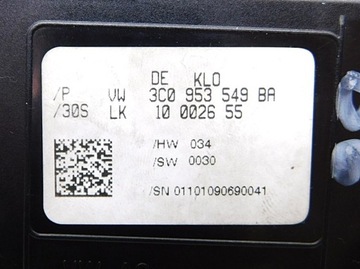 DE KLO
/P VW 3C0 953 549 BA
/30S LK 10 0026 55
/HW 034
/SW 0030
/SN 01101090690041